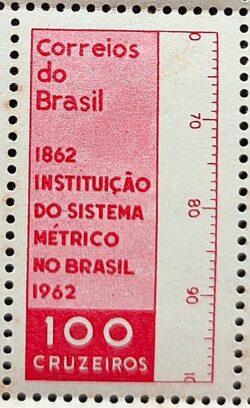 Correios
do
Brasil
1862
INSTITUIÇÃO
DO SISTEMA
MÉTRICO
NO BRASIL
1962
100
CRUZEIROS
70
80
90